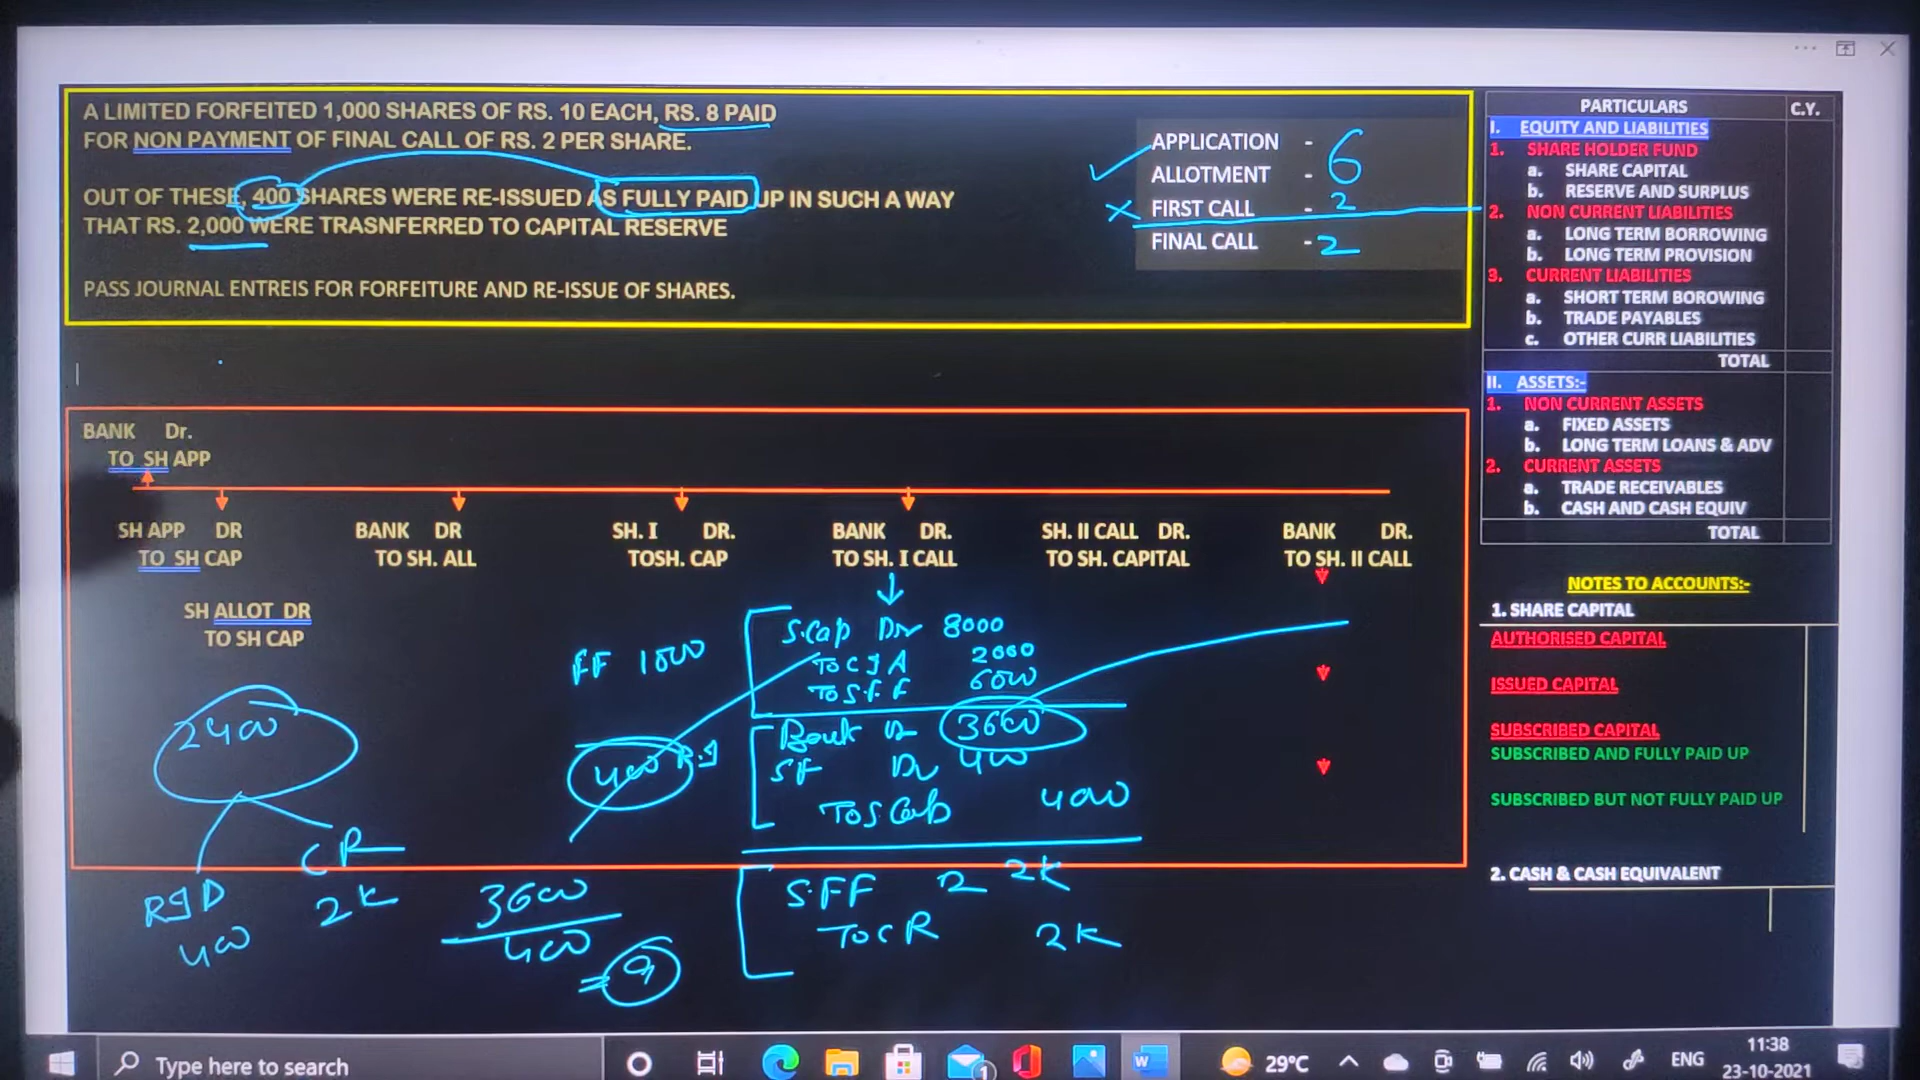 A LIMITED FORFEITED 1,000 SHARES OF RS. 10 EACH, RS. 8 PAID
FOR NON PAYMENT OF FINAL CALL OF RS. 2 PER SHARE.
OUT OF THESE, 400 SHARES WERE RE-ISSUED AS FULLY PAID UP IN SUCH A WAY
THAT RS. 2,000 WERE TRASNFERRED TO CAPITAL RESERVE
PASS JOURNAL ENTREIS FOR FORFEITURE AND RE-ISSUE OF SHARES.
APPLICATION -
ALLOTMENT - 6
FIRST CALL - 2
FINAL CALL - 2
BANK Dr.
TO SH APP
SH APP DR
TO SH CAP
SH ALLOT DR
TO SH CAP
BANK DR
TO SH. ALL
SH. I DR.
TOSH. CAP
BANK DR.
TO SH. I CALL
SH. II CALL DR.
TO SH. CAPITAL
BANK DR.
TO SH. II CALL
FF 1000
S.Cap Dr 8000
2000
TO S.F F 6000
Bank Dr 3600
SF Dr 400
TO S.Cap 4000
S.FF 2K
TO C R 2K
2400
400
CR
2K
400
3600
400
= 9
PARTICULARS C.Y.
I. EQUITY AND LIABILITIES
1. SHARE HOLDER FUND
a. SHARE CAPITAL
b. RESERVE AND SURPLUS
2. NON CURRENT LIABILITIES
a. LONG TERM BORROWING
b. LONG TERM PROVISION
3. CURRENT LIABILITIES
a. SHORT TERM BOROWING
b. TRADE PAYABLES
c. OTHER CURR LIABILITIES
TOTAL
II. ASSETS:-
1. NON CURRENT ASSETS
a. FIXED ASSETS
b. LONG TERM LOANS & ADV
2. CURRENT ASSETS
a. TRADE RECEIVABLES
b. CASH AND CASH EQUIV
TOTAL
NOTES TO ACCOUNTS:-
1. SHARE CAPITAL
AUTHORISED CAPITAL
ISSUED CAPITAL
SUBSCRIBED CAPITAL
SUBSCRIBED AND FULLY PAID UP
SUBSCRIBED BUT NOT FULLY PAID UP
2. CASH & CASH EQUIVALENT
Type here to search
1
W
29°C
ENG
11:38
23-10-2021